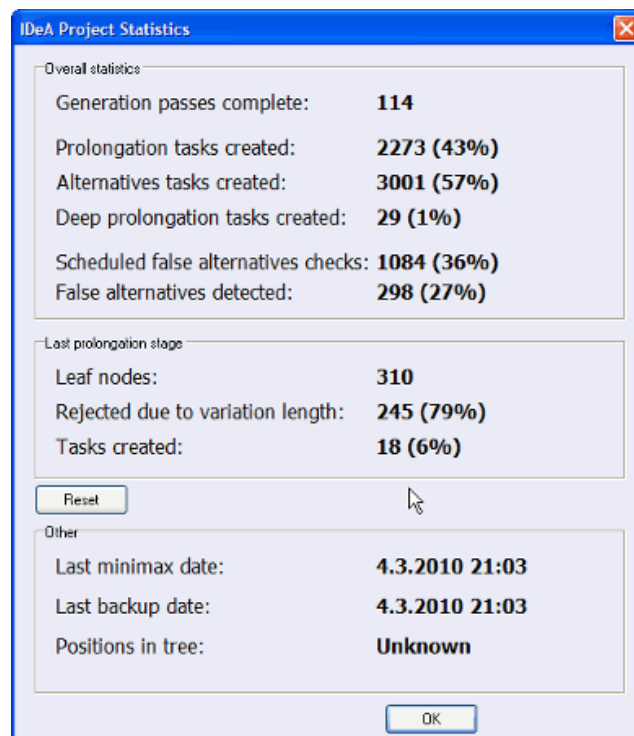 IDeA Project Statistics
Overall statistics
Generation passes complete: 114
Prolongation tasks created: 2273 (43%)
Alternatives tasks created: 3001 (57%)
Deep prolongation tasks created: 29 (1%)
Scheduled false alternatives checks: 1084 (36%)
False alternatives detected: 298 (27%)
Last prolongation stage
Leaf nodes: 310
Rejected due to variation length: 245 (79%)
Tasks created: 18 (6%)
Reset
Other
Last minimax date: 4.3.2010 21:03
Last backup date: 4.3.2010 21:03
Positions in tree: Unknown
OK